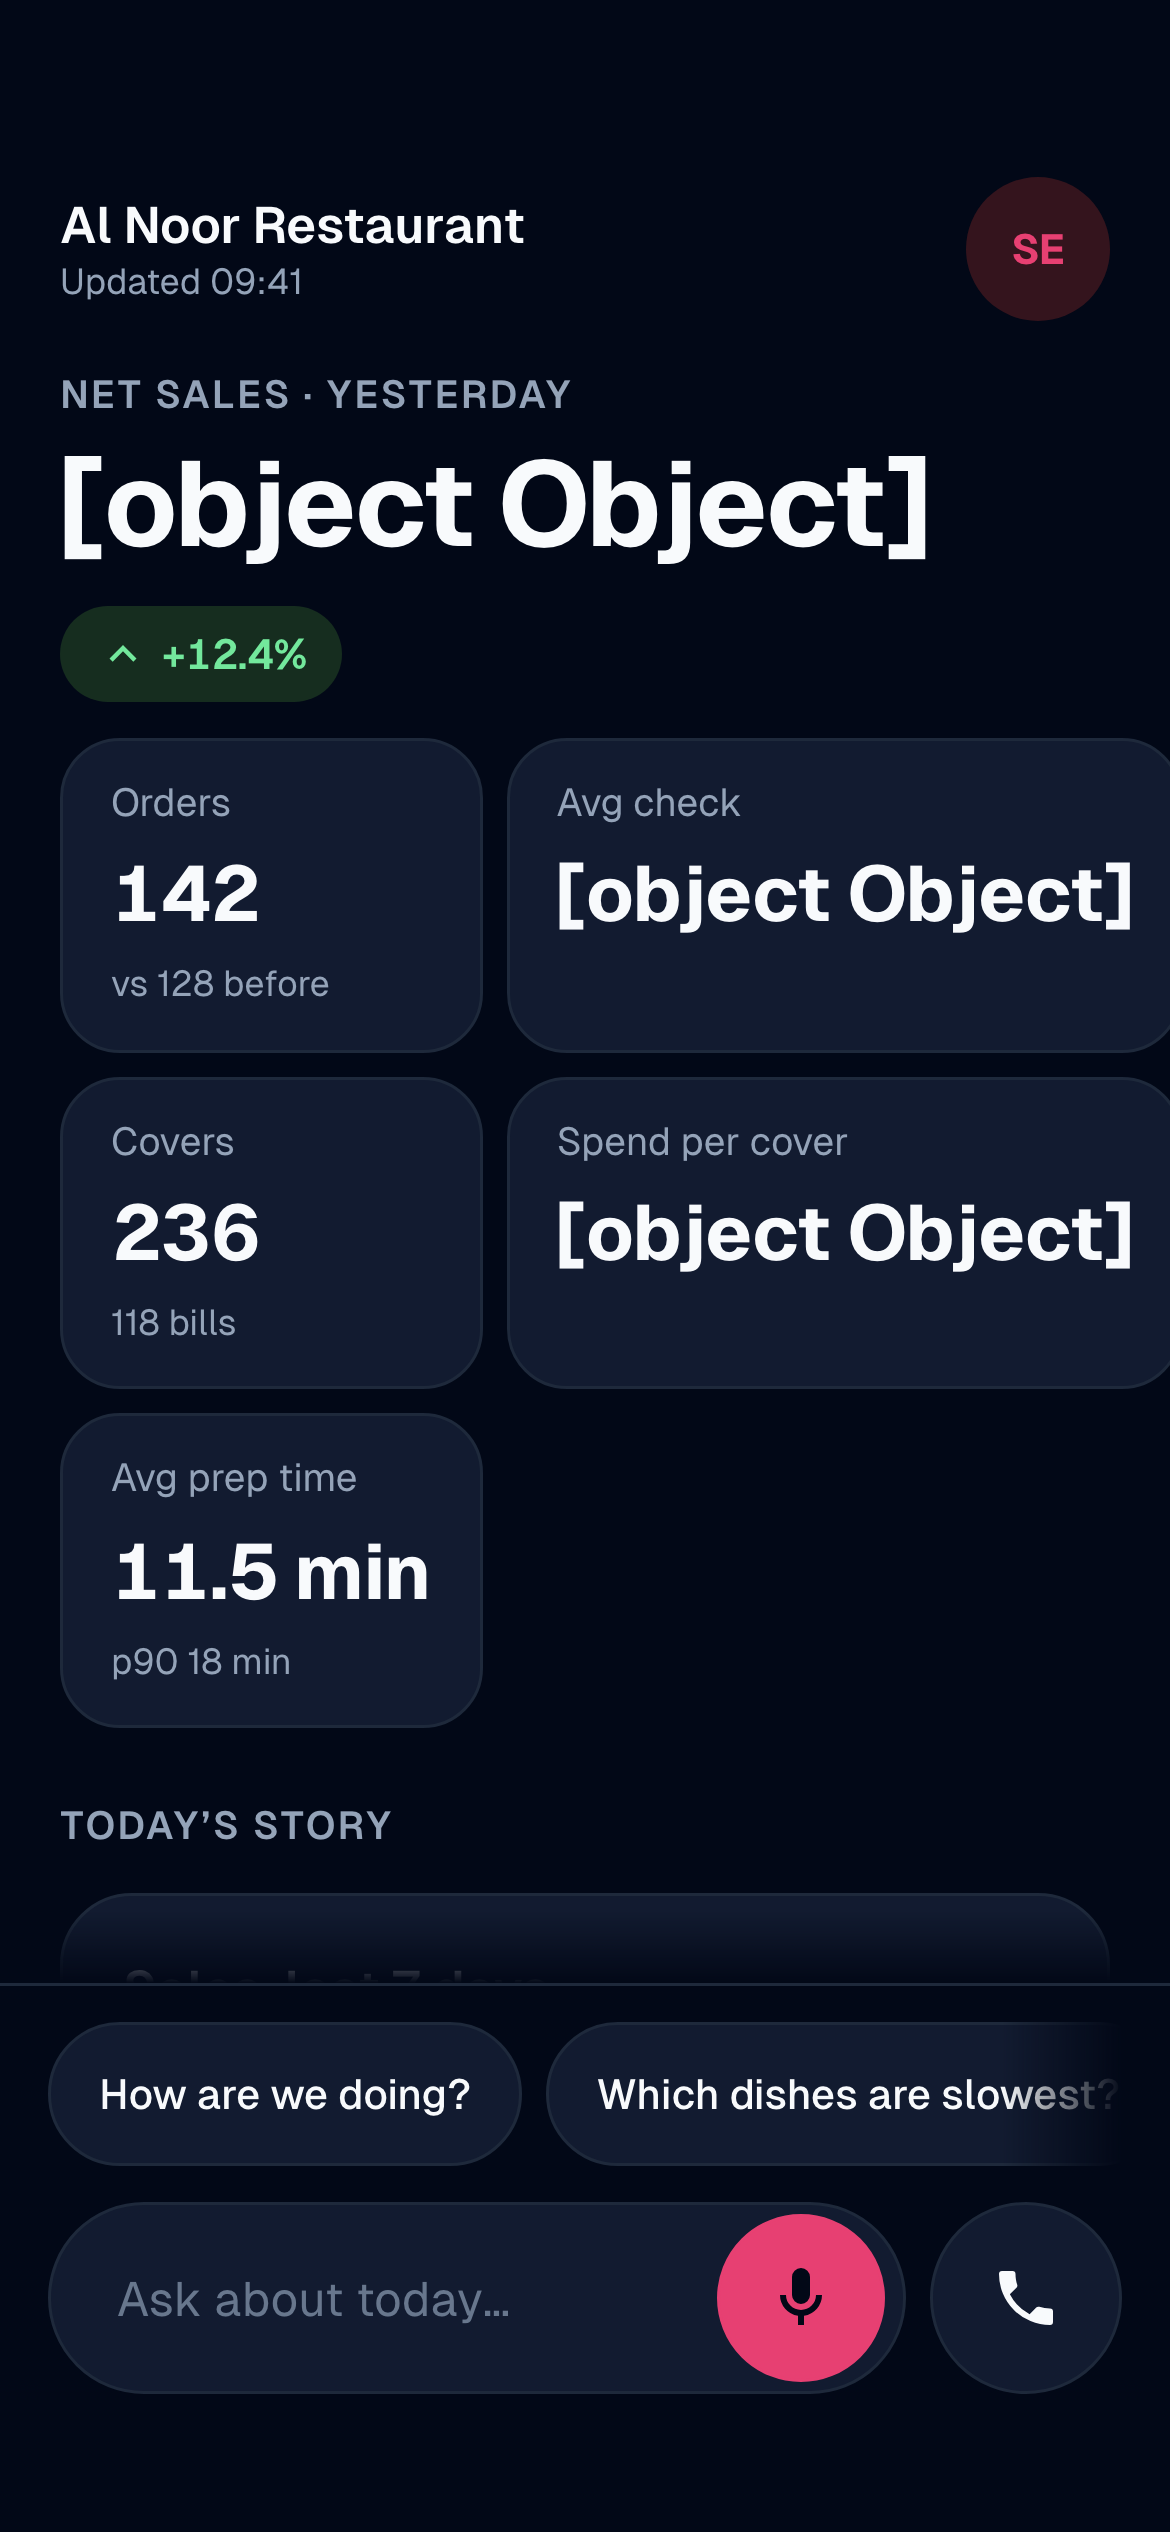 Al Noor Restaurant
Updated 09:41
SE
NET SALES · YESTERDAY
[object Object]
+12.4%
Orders
142
vs 128 before
Avg check
[object Object]
Covers
236
118 bills
Spend per cover
[object Object]
Avg prep time
11.5 min
p90 18 min
TODAY’S STORY
How are we doing?
Which dishes are slowest?
Ask about today…